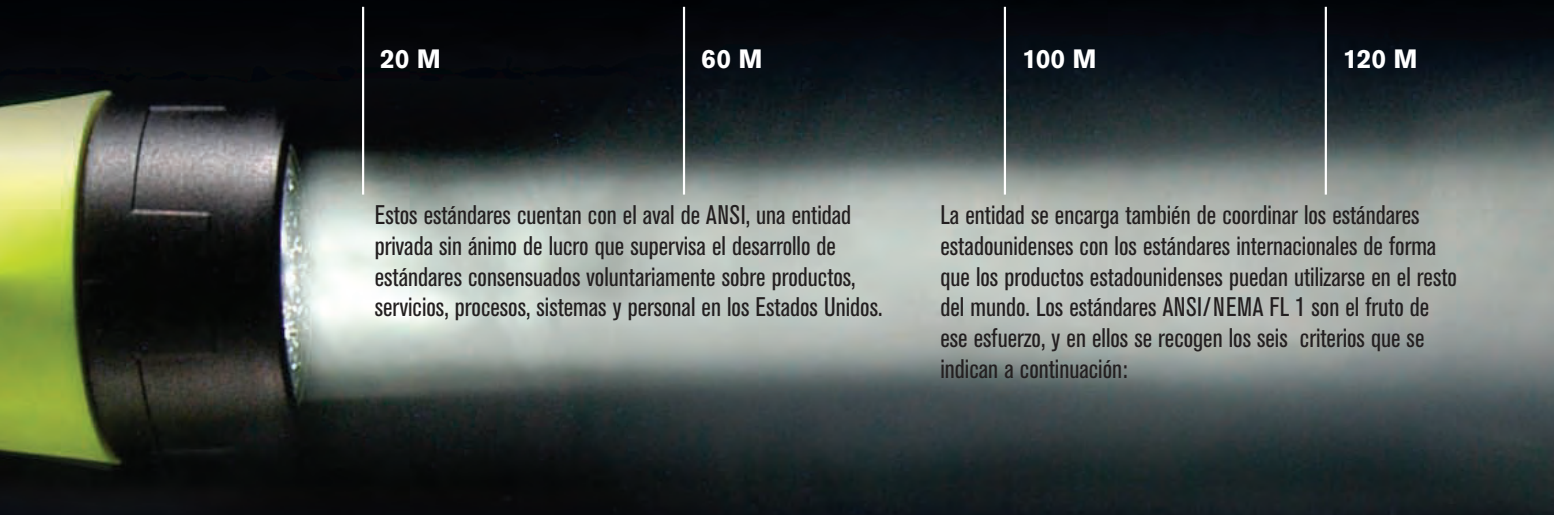 20 M
60 M
100 M
120 M
Estos estándares cuentan con el aval de ANSI, una entidad
privada sin ánimo de lucro que supervisa el desarrollo de
estándares consensuados voluntariamente sobre productos,
servicios, procesos, sistemas y personal en los Estados Unidos.
La entidad se encarga también de coordinar los estándares
estadounidenses con los estándares internacionales de forma
que los productos estadounidenses puedan utilizarse en el resto
del mundo. Los estándares ANSI/NEMA FL 1 son el fruto de
ese esfuerzo, y en ellos se recogen los seis criterios que se
indican a continuación: